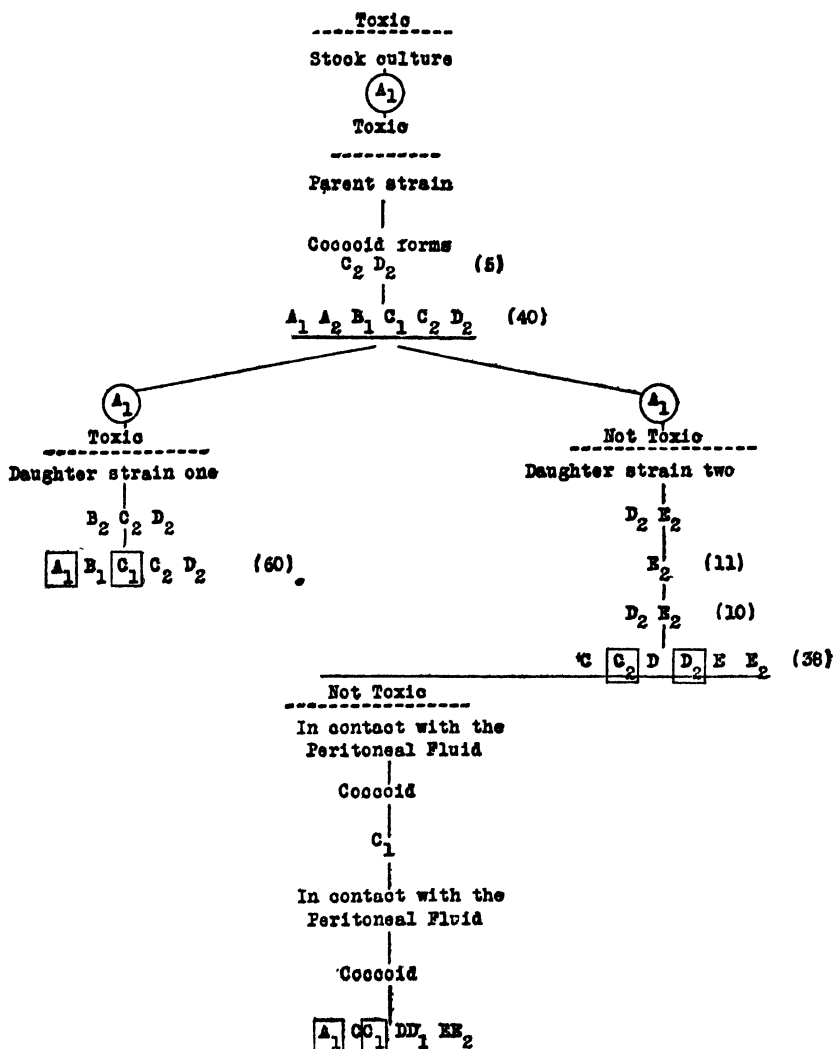 Toxic
Stock culture
A1
Toxic
Parent strain
Coccoid forms
C2 D2 (5)
A1 A2 B1 C1 C2 D2 (40)
A1
Toxic
Daughter strain one
B2 C2 D2
A1 B1 C1 C2 D2 (60)
A1
Not Toxic
Daughter strain two
D2 E2
E2 (11)
D2 E2 (10)
C C2 D D2 E E2 (38)
Not Toxic
In contact with the
Peritoneal Fluid
Coccoid
C1
In contact with the
Peritoneal Fluid
Coccoid
A1 CC1 DD1 EE2